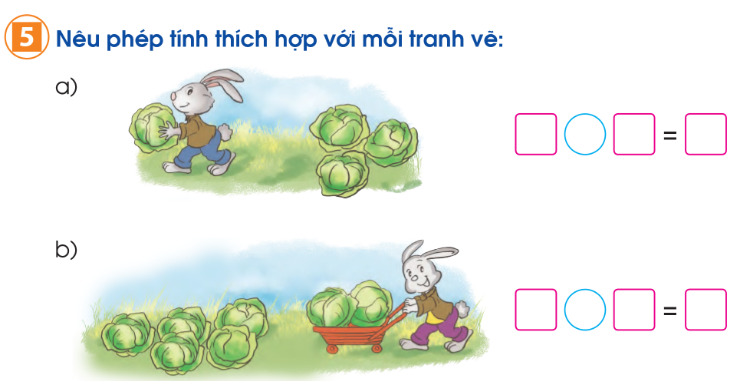 5 Nêu phép tính thích hợp với mỗi tranh vẽ:
a)
=
b)
=